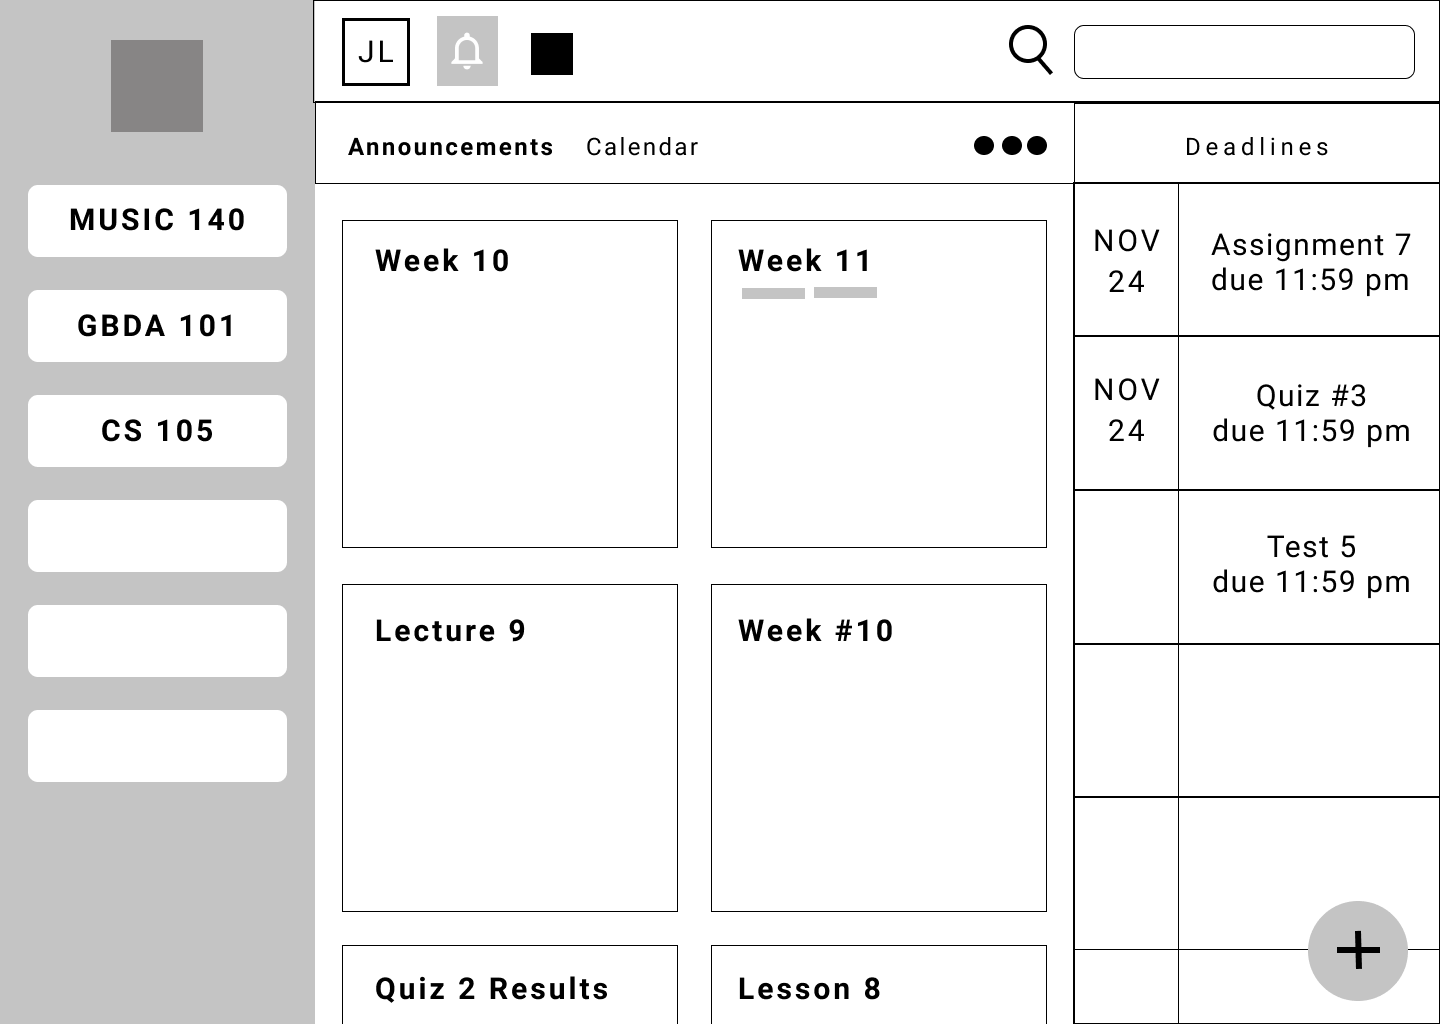 JL
Announcements
Calendar
Deadlines
MUSIC 140
GBDA 101
CS 105
Week 10
Week 11
Lecture 9
Week #10
Quiz 2 Results
Lesson 8
NOV
24
Assignment 7
due 11:59 pm
NOV
24
Quiz #3
due 11:59 pm
Test 5
due 11:59 pm